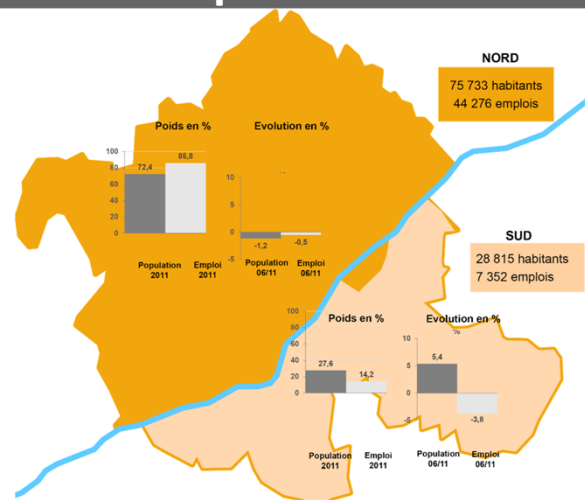 NORD
75 733 habitants
44 276 emplois
Poids en %
100
80
60
40
20
0
72,4
85,8
Population
2011
Emploi
2011
Evolution en %
10
5
0
-5
-1,2
-0,5
Population
06/11
Emploi
06/11
SUD
28 815 habitants
7 352 emplois
Poids en %
100
80
60
40
20
0
27,6
14,2
Population
2011
Emploi
2011
Evolution en %
10
5
0
-5
5,4
-3,8
Population
06/11
Emploi
06/11